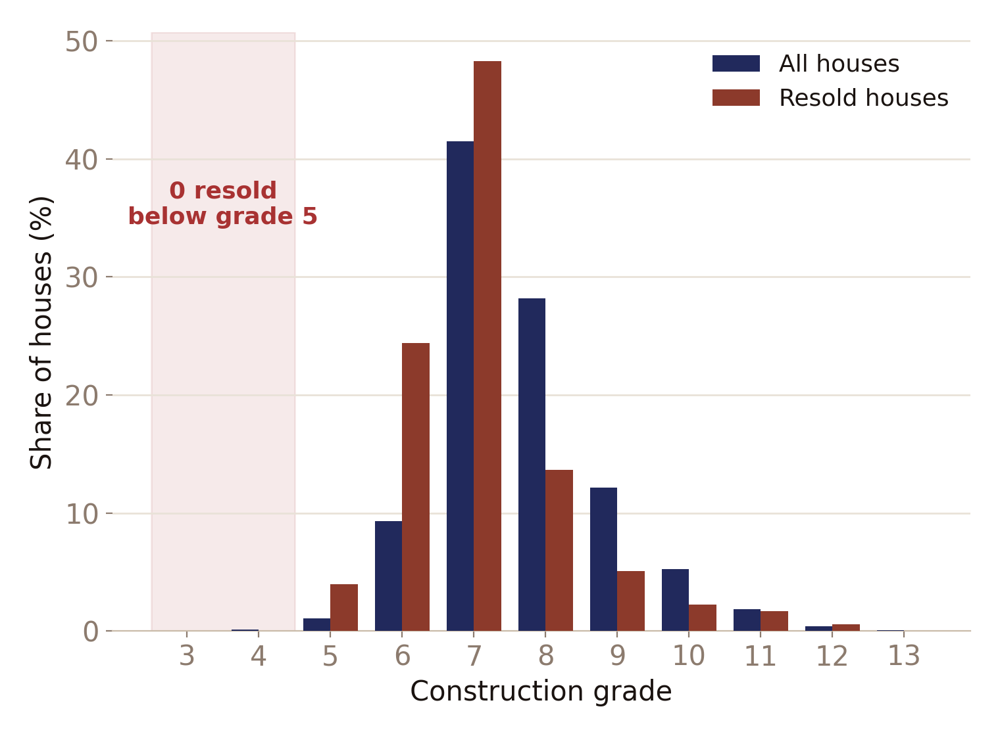 50
40
30
20
10
0
Share of houses (%)
All houses
Resold houses
0 resold
below grade 5
3 4 5 6 7 8 9 10 11 12 13
Construction grade